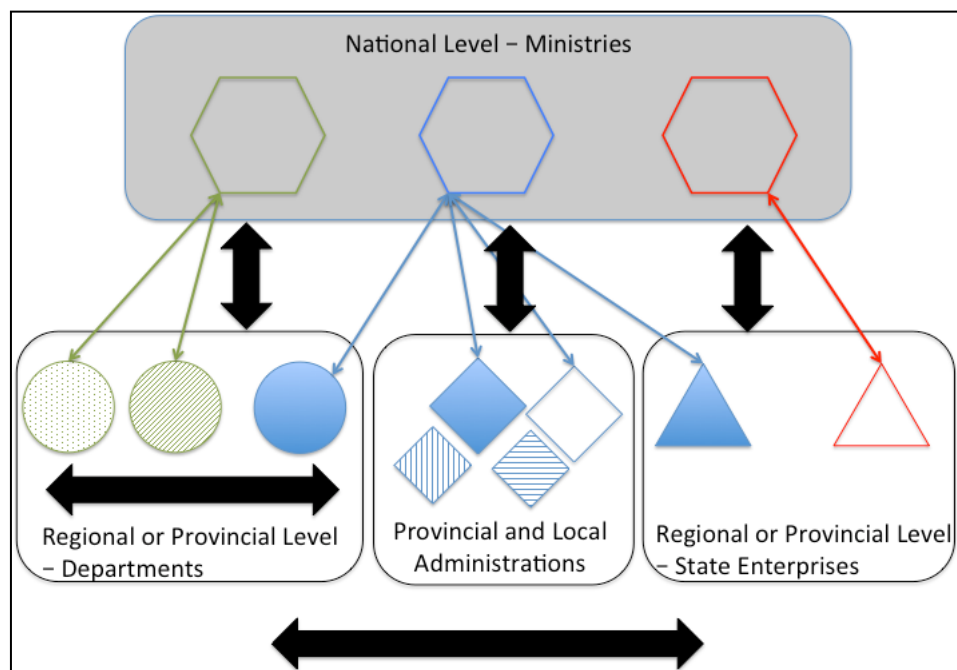 National Level – Ministries
Regional or Provincial Level
– Departments
Provincial and Local
Administrations
Regional or Provincial Level
– State Enterprises